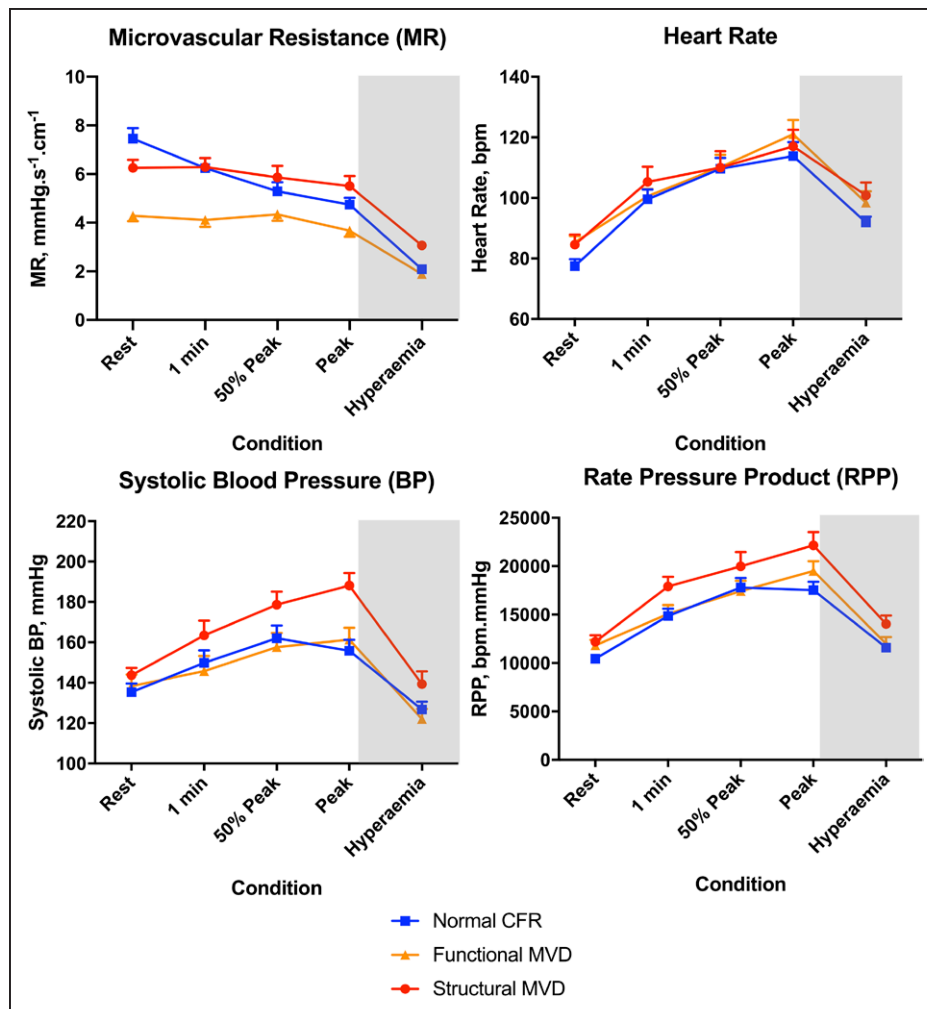 Microvascular Resistance (MR)
MR, mmHg.s⁻¹.cm⁻¹
10
8
6
4
2
0
Rest
1 min
50% Peak
Peak
Hyperaemia
Condition
Heart Rate
Heart Rate, bpm
140
120
100
80
60
Rest
1 min
50% Peak
Peak
Hyperaemia
Condition
Systolic Blood Pressure (BP)
Systolic BP, mmHg
220
200
180
160
140
120
100
Rest
1 min
50% Peak
Peak
Hyperaemia
Condition
Rate Pressure Product (RPP)
RPP, bpm.mmHg
25000
20000
15000
10000
5000
0
Rest
1 min
50% Peak
Peak
Hyperaemia
Condition
Normal CFR
Functional MVD
Structural MVD